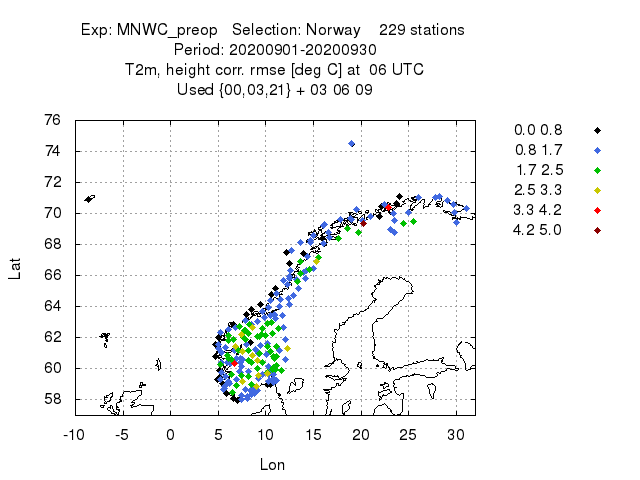 Exp: MNWC_preop   Selection: Norway    229 stations
Period: 20200901-20200930
T2m, height corr. rmse [deg C] at  06 UTC
Used {00,03,21} + 03 06 09
76
74
72
70
68
66
64
62
60
58
-10 -5 0 5 10 15 20 25 30
Lat
Lon
0.0 0.8
0.8 1.7
1.7 2.5
2.5 3.3
3.3 4.2
4.2 5.0